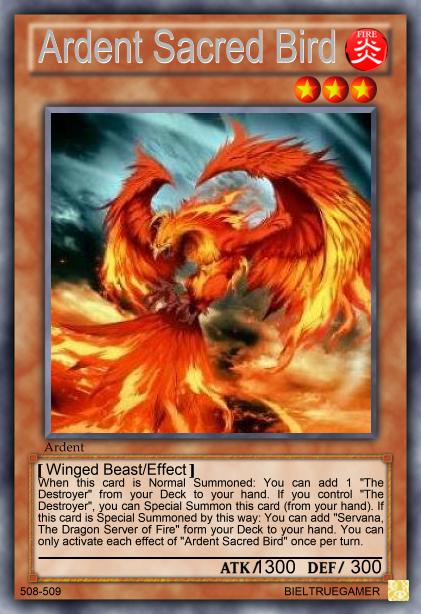 Ardent Sacred Bird
FIRE
炎
Ardent
[ Winged Beast/Effect ]
When this card is Normal Summoned: You can add 1 "The
Destroyer" from your Deck to your hand. If you control "The
Destroyer", you can Special Summon this card (from your hand). If
this card is Special Summoned by this way: You can add "Servana,
The Dragon Server of Fire" form your Deck to your hand. You can
only activate each effect of "Ardent Sacred Bird" once per turn.
ATK/1300 DEF/ 300
508-509
BIELTRUEGAMER